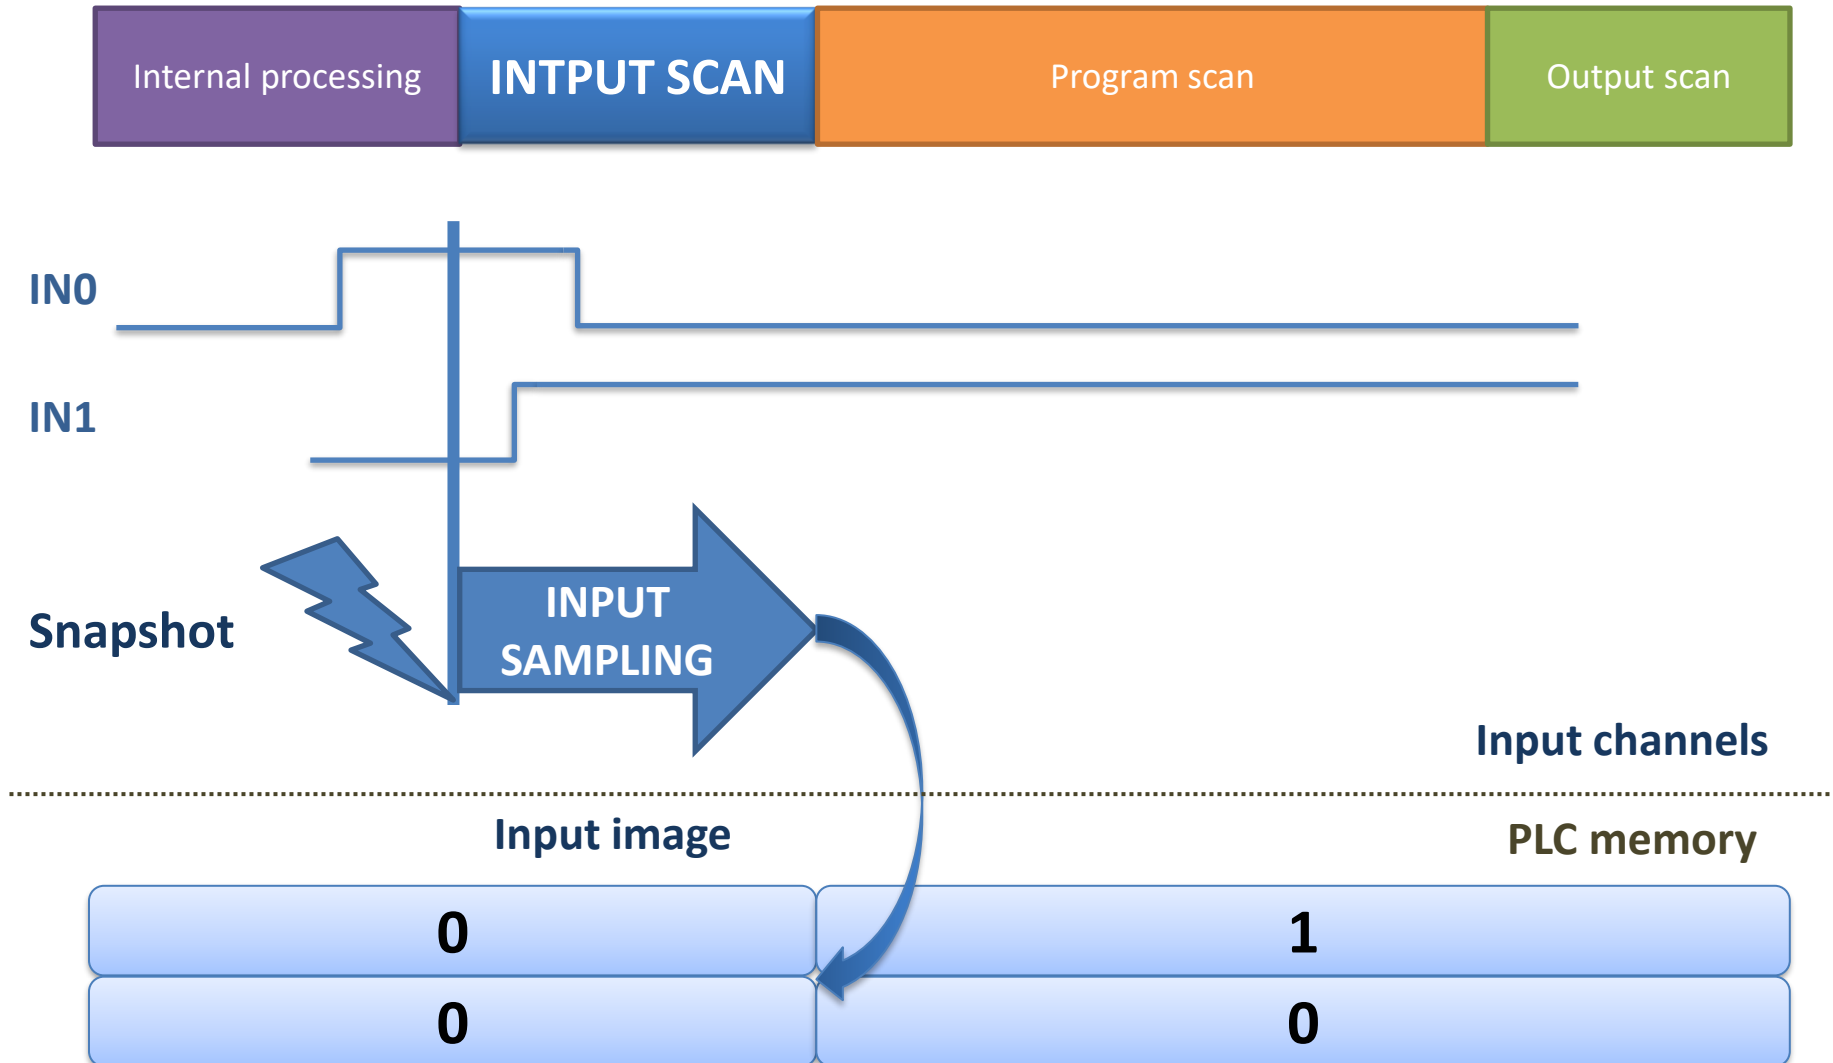 Internal processing
INTPUT SCAN
Program scan
Output scan
IN0
IN1
Snapshot
INPUT
SAMPLING
Input channels
Input image
PLC memory
0
1
0
0